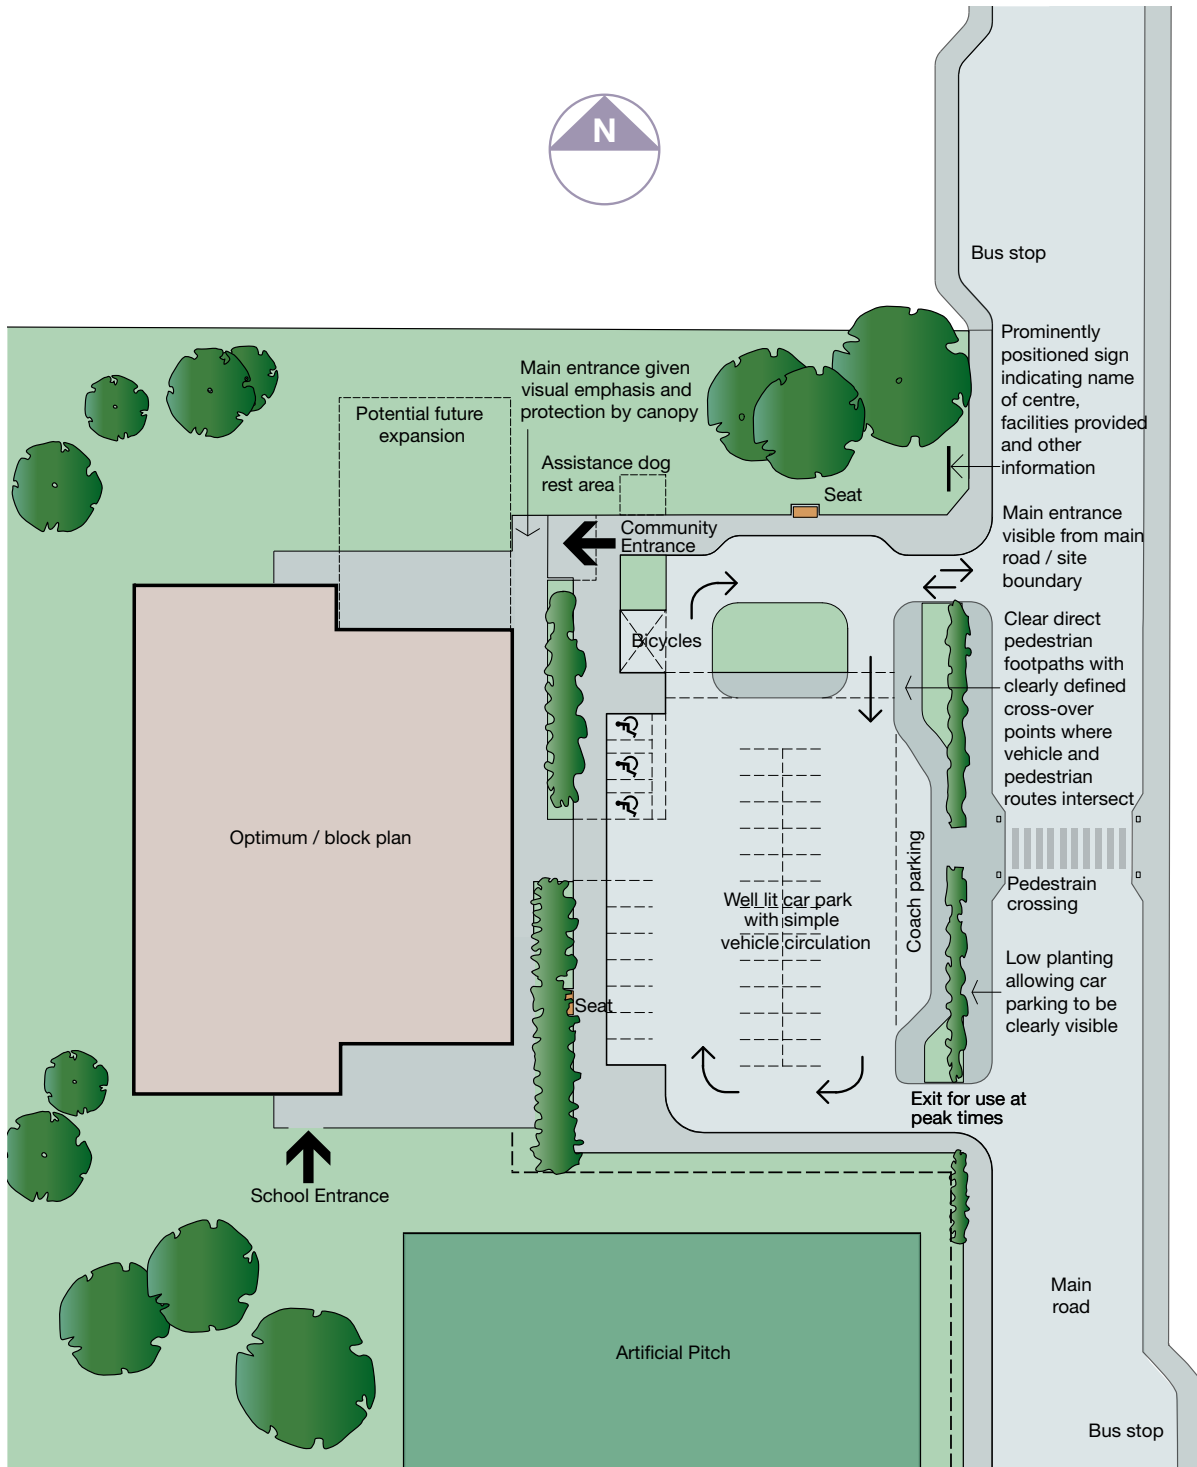 N
Bus stop
Prominently
positioned sign
indicating name
of centre,
facilities provided
and other
information
Main entrance given
visual emphasis and
protection by canopy
Potential future
expansion
Assistance dog
rest area
Seat
Community
Entrance
Main entrance
visible from main
road / site
boundary
Bicycles
Clear direct
pedestrian
footpaths with
clearly defined
cross-over
points where
vehicle and
pedestrian
routes intersect
Optimum / block plan
Coach parking
Well lit car park
with simple
vehicle circulation
Pedestrain
crossing
Low planting
allowing car
parking to be
clearly visible
Seat
Exit for use at
peak times
School Entrance
Main
road
Artificial Pitch
Bus stop